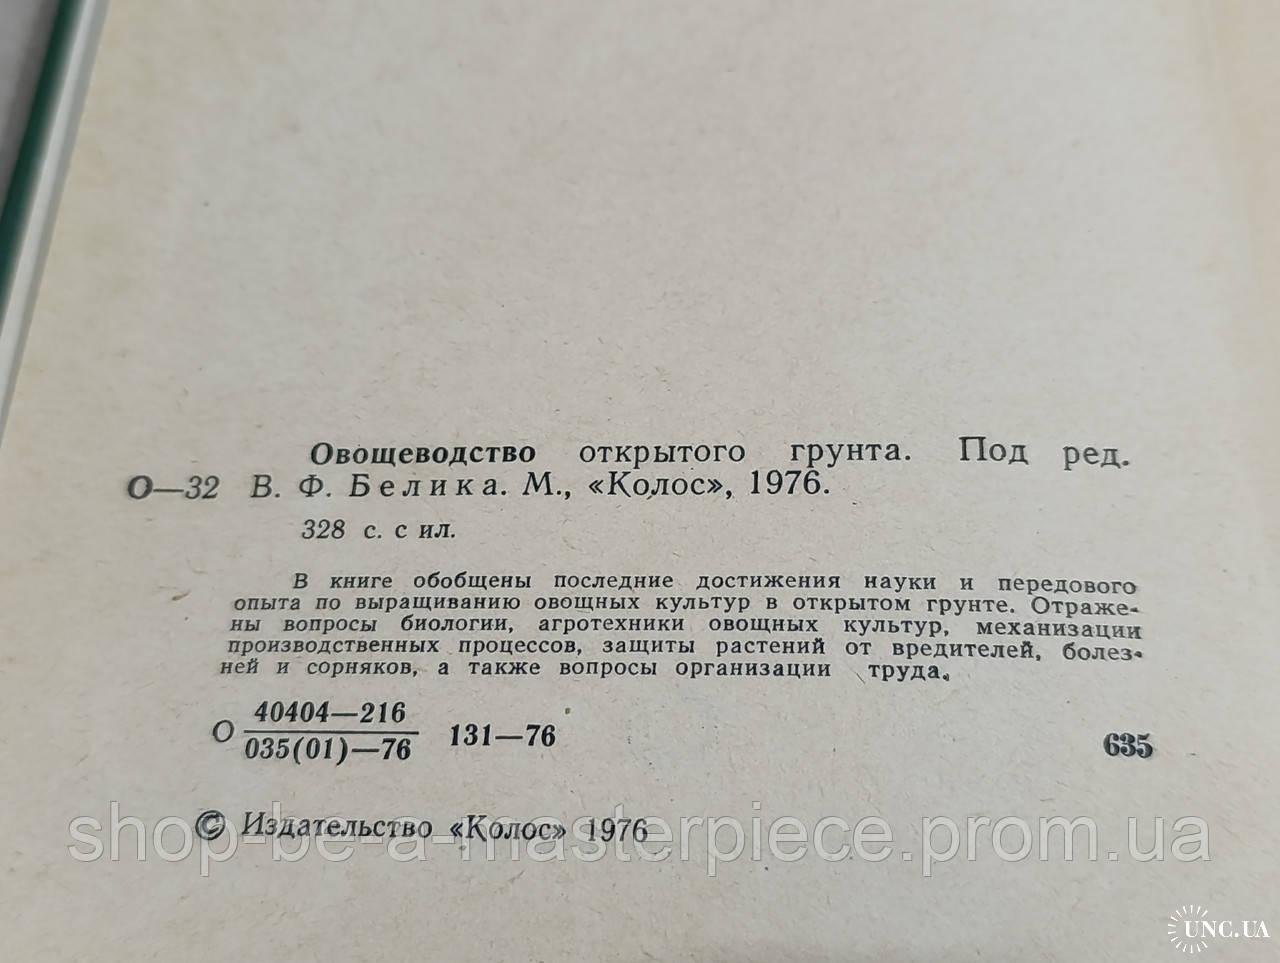 Овощеводство открытого грунта. Под ред.
О—32 В. Ф. Белика. М., «Колос», 1976.
328 с. с ил.
В книге обобщены последние достижения науки и передового
опыта по выращиванию овощных культур в открытом грунте. Отраже-
ны вопросы биологии, агротехники овощных культур, механизации
производственных процессов, защиты растений от вредителей, болез-
ней и сорняков, а также вопросы организации труда.
40404—216
О 035(01)—76 131—76 635
© Издательство «Колос» 1976
shop-be-a-masterpiece.prom.ua
UNC.UA